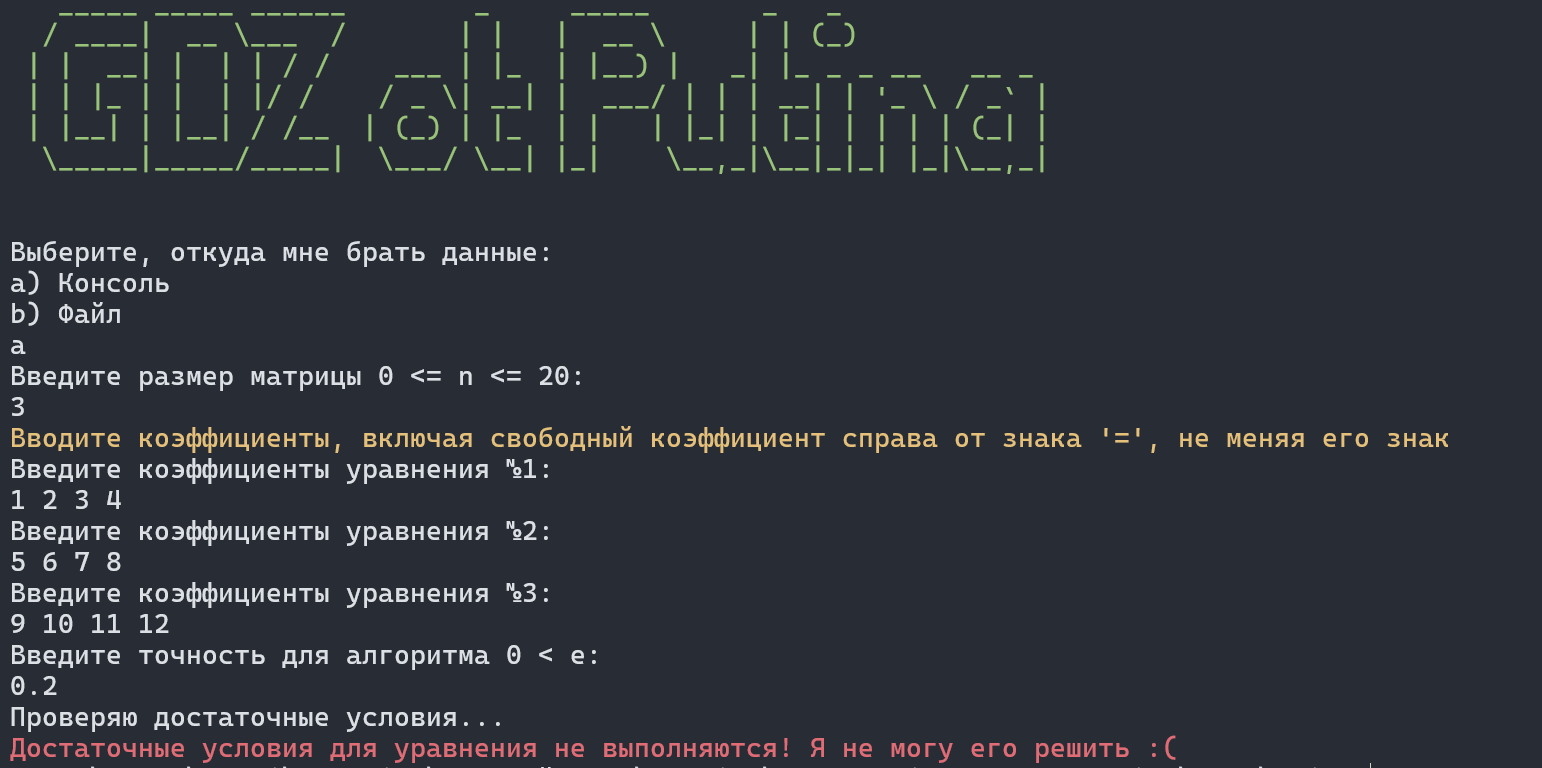 GDZ ot Putina
Выберите, откуда мне брать данные:
a) Консоль
b) Файл
a
Введите размер матрицы 0 <= n <= 20:
3
Вводите коэффициенты, включая свободный коэффициент справа от знака '=', не меняя его знак
Введите коэффициенты уравнения №1:
1 2 3 4
Введите коэффициенты уравнения №2:
5 6 7 8
Введите коэффициенты уравнения №3:
9 10 11 12
Введите точность для алгоритма 0 < e:
0.2
Проверяю достаточные условия...
Достаточные условия для уравнения не выполняются! Я не могу его решить :(